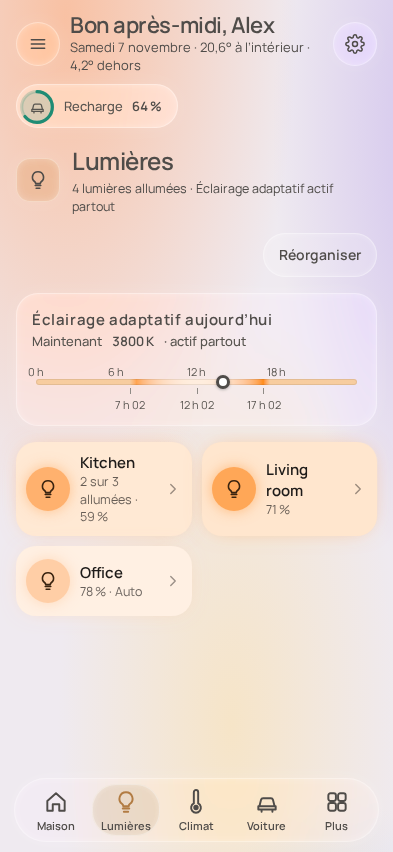 Bon après-midi, Alex
Samedi 7 novembre · 20,6° à l'intérieur ·
4,2° dehors
Recharge 64 %
Lumières
4 lumières allumées · Éclairage adaptatif actif
partout
Réorganiser
Éclairage adaptatif aujourd'hui
Maintenant 3800 K · actif partout
0 h 6 h 12 h 18 h
7 h 02 12 h 02 17 h 02
Kitchen
2 sur 3
allumées ·
59 %
Living
room
71 %
Office
78 % · Auto
Maison Lumières Climat Voiture Plus